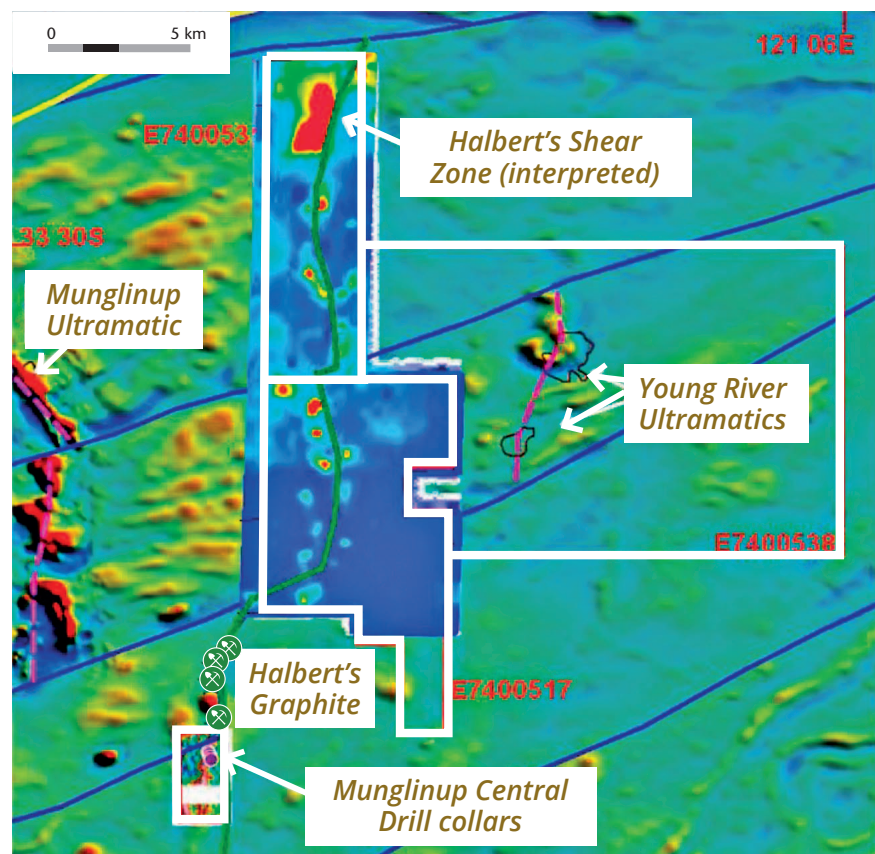 0 5 km
121 06E
E7400531
Halbert's Shear
Zone (interpreted)
33 30S
Munglinup
Ultramatic
Young River
Ultramatics
E7400538
Halbert's
Graphite
E7400517
Munglinup Central
Drill collars